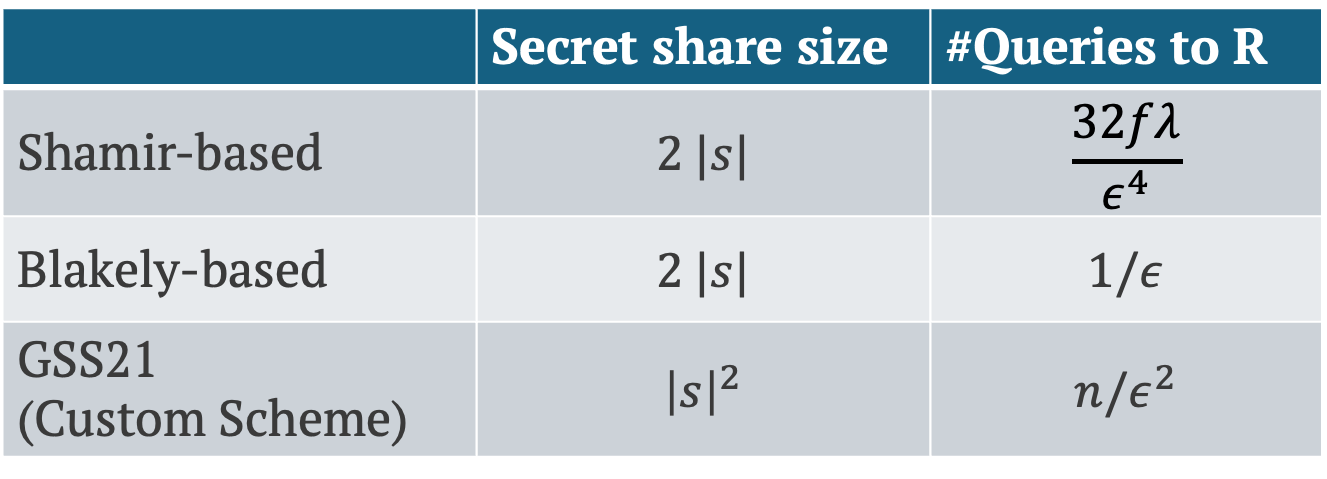 Secret share size #Queries to R
Shamir-based 2 |𝑠| 32𝑓𝜆/𝜖⁴
Blakely-based 2 |𝑠| 1/𝜖
GSS21
(Custom Scheme) |𝑠|² 𝑛/𝜖²